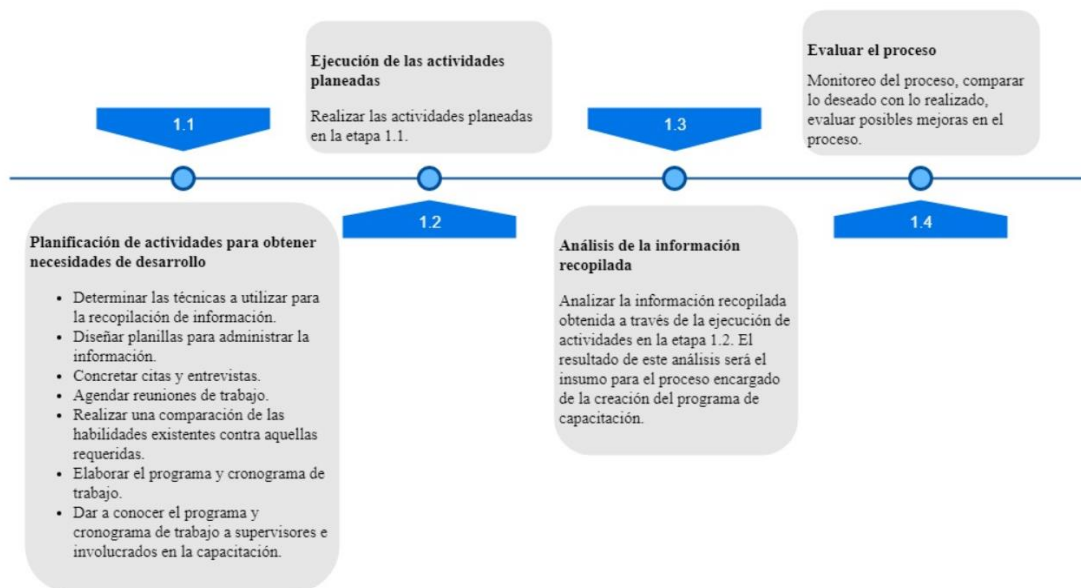 1.1
Planificación de actividades para obtener
necesidades de desarrollo
• Determinar las técnicas a utilizar para
la recopilación de información.
• Diseñar planillas para administrar la
información.
• Concretar citas y entrevistas.
• Agendar reuniones de trabajo.
• Realizar una comparación de las
habilidades existentes contra aquellas
requeridas.
• Elaborar el programa y cronograma de
trabajo.
• Dar a conocer el programa y
cronograma de trabajo a supervisores e
involucrados en la capacitación.
Ejecución de las actividades
planeadas
Realizar las actividades planeadas
en la etapa 1.1.
1.2
1.3
Análisis de la información
recopilada
Analizar la información recopilada
obtenida a través de la ejecución de
actividades en la etapa 1.2. El
resultado de este análisis será el
insumo para el proceso encargado
de la creación del programa de
capacitación.
Evaluar el proceso
Monitoreo del proceso, comparar
lo deseado con lo realizado,
evaluar posibles mejoras en el
proceso.
1.4